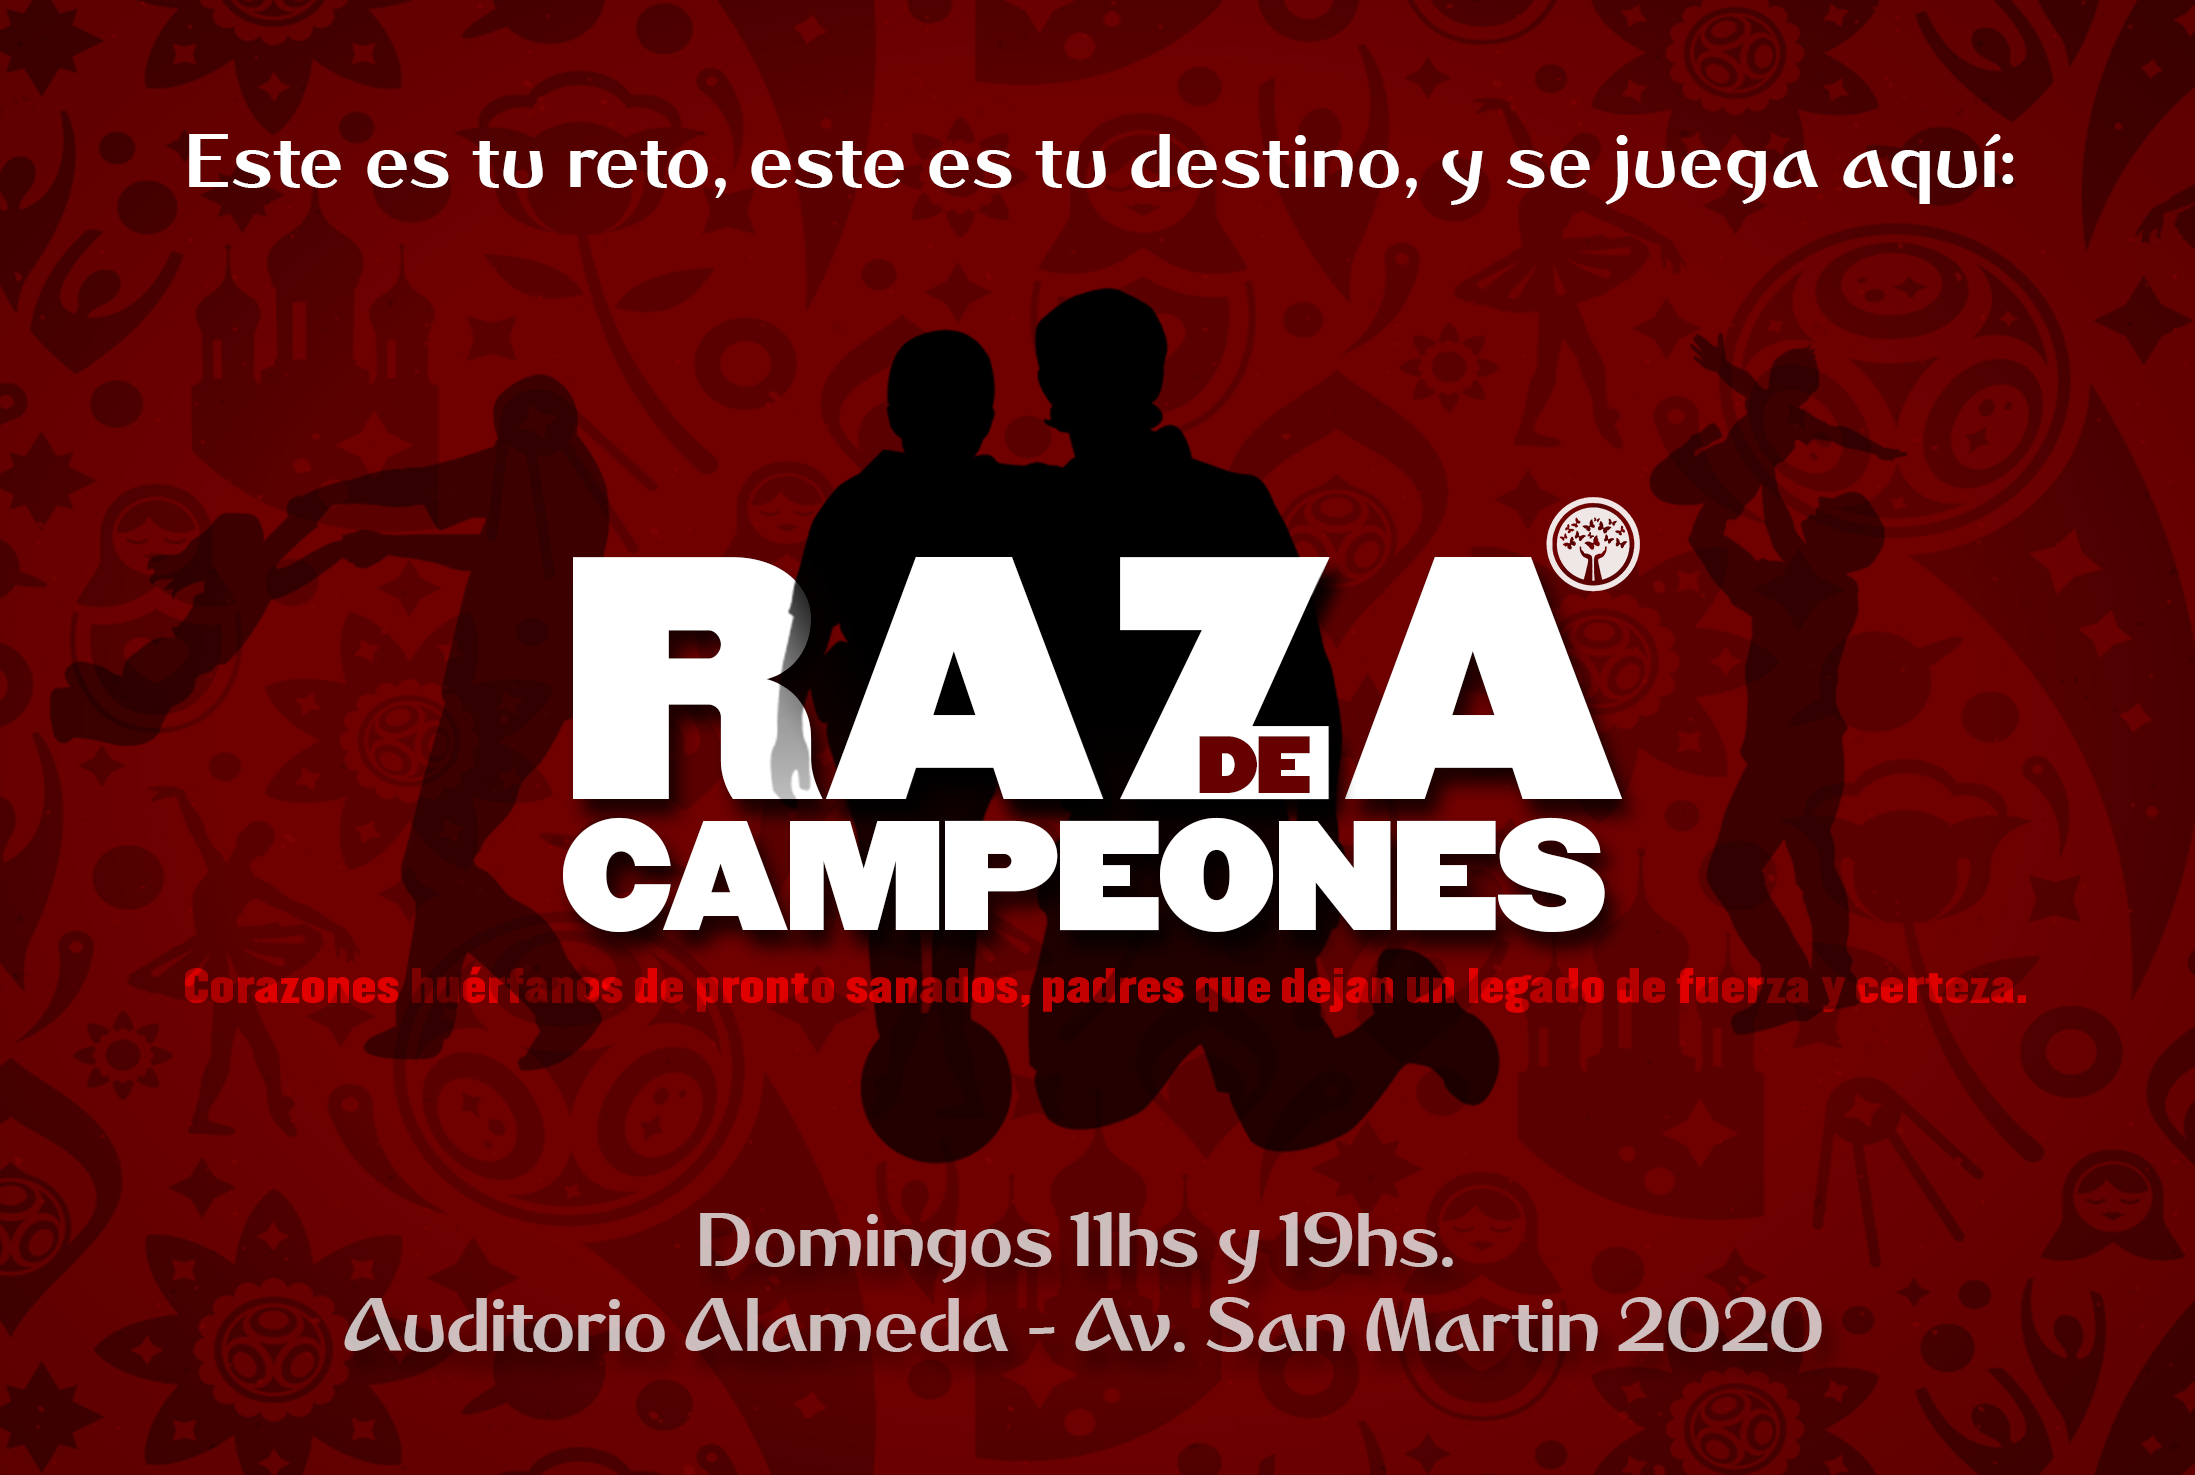 Este es tu reto, este es tu destino, y se juega aquí:
RAZA
DE
CAMPEONES
Corazones huérfanos de pronto sanados, padres que dejan un legado de fuerza y certeza.
Domingos 11hs y 19hs.
Auditorio Alameda - Av. San Martin 2020